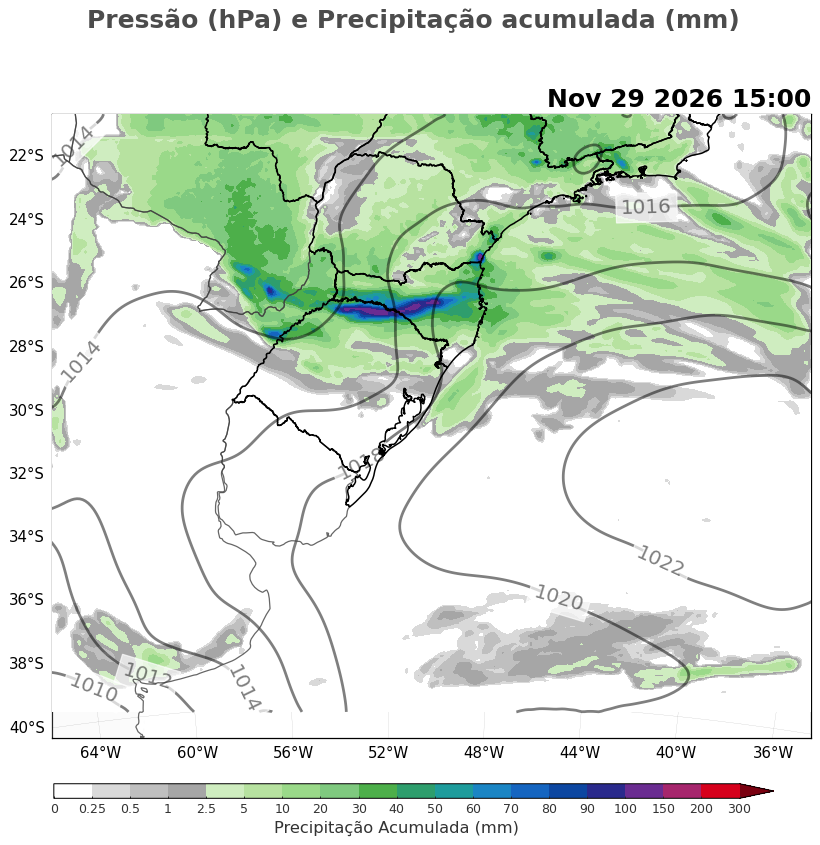 Pressão (hPa) e Precipitação acumulada (mm)
Nov 29 2026 15:00
1014
22°S
1016
24°S
26°S
28°S
1014
30°S
1018
32°S
34°S
1022
1020
36°S
38°S
1012
1010
1014
40°S
64°W 60°W 56°W 52°W 48°W 44°W 40°W 36°W
0 0.25 0.5 1 2.5 5 10 20 30 40 50 60 70 80 90 100 150 200 300
Precipitação Acumulada (mm)